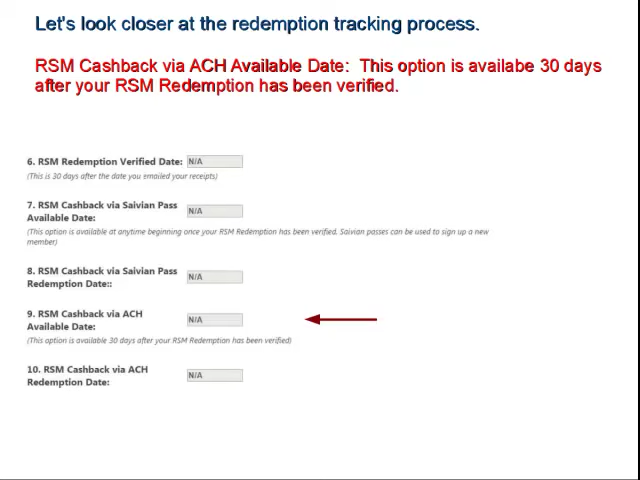 Let's look closer at the redemption tracking process.
RSM Cashback via ACH Available Date: This option is availabe 30 days
after your RSM Redemption has been verified.
6. RSM Redemption Verified Date: N/A
(This is 30 days after the date you emailed your receipts)
7. RSM Cashback via Saivian Pass
Available Date: N/A
(This option is available at anytime beginning once your RSM Redemption has been verified. Saivian passes can be used to sign up a new
member)
8. RSM Cashback via Saivian Pass
Redemption Date:: N/A
9. RSM Cashback via ACH
Available Date: N/A
(This option is available 30 days after your RSM Redemption has been verified)
10. RSM Cashback via ACH
Redemption Date: N/A